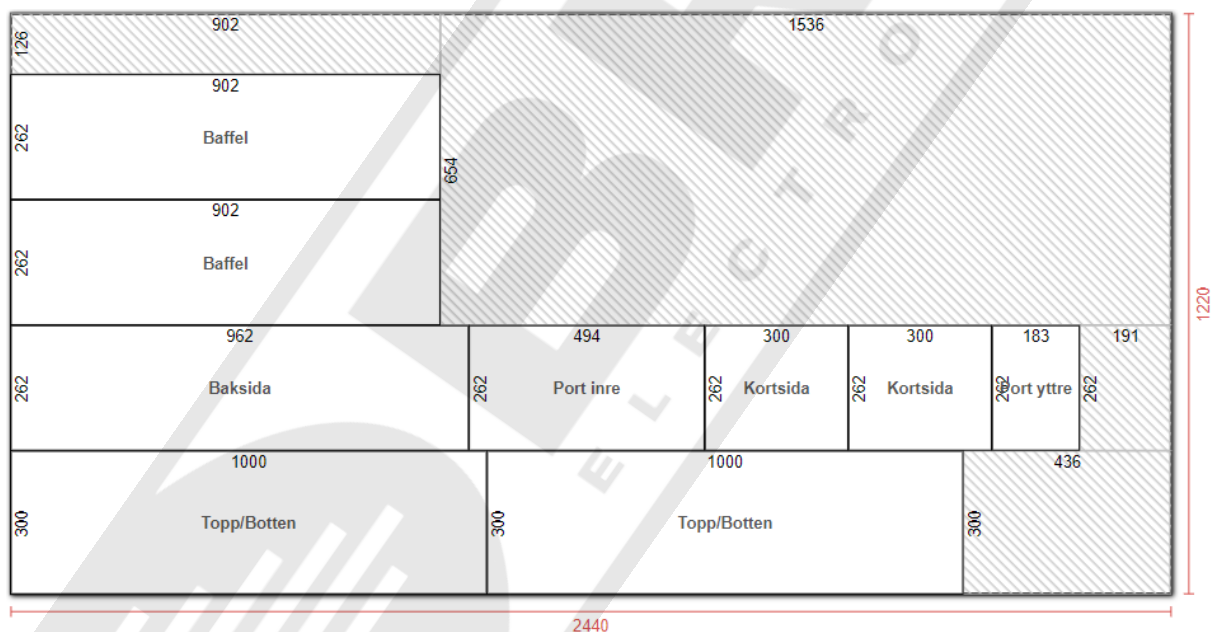 902 1536
126
902
262 Baffel
654
902
262 Baffel
962 494 300 300 183 191
262 Baksida 262 Port inre 262 Kortsida 262 Kortsida 262 Port yttre 262
1000 1000 436
300 Topp/Botten 300 Topp/Botten 300
1220
2440
ELECTRO